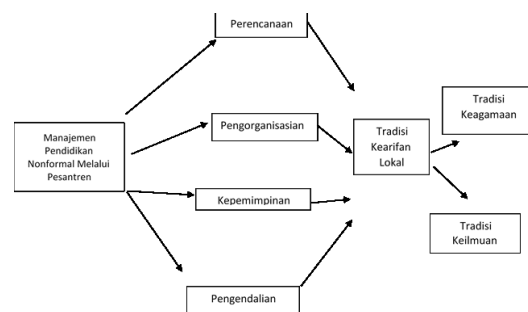 Perencanaan
Manajemen
Pendidikan
Nonformal Melalui
Pesantren
Pengorganisasian
Kepemimpinan
Pengendalian
Tradisi
Kearifan
Lokal
Tradisi
Keagamaan
Tradisi
Keilmuan